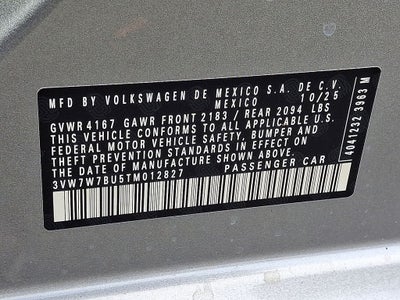 MFD BY VOLKSWAGEN DE MEXICO S.A. DE C.V.
MEXICO 10/25
GVWR 4167 GAWR FRONT 2183 / REAR 2094 LBS
THIS VEHICLE CONFORMS TO ALL APPLICABLE U.S.
FEDERAL MOTOR VEHICLE SAFETY, BUMPER AND
THEFT PREVENTION STANDARDS IN EFFECT ON
THE DATE OF MANUFACTURE SHOWN ABOVE.
3VW7W7BU5TM012827 PASSENGER CAR
4041232 3963 M